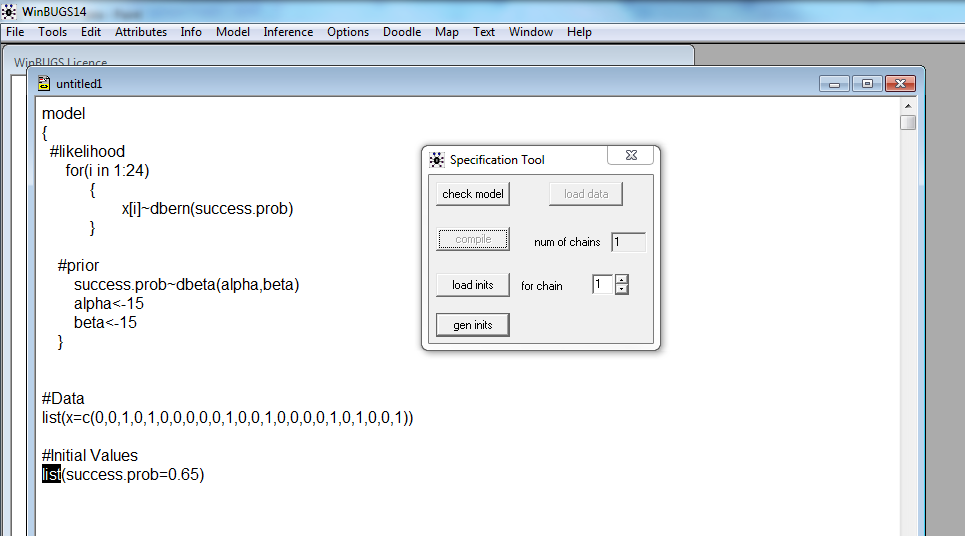 WinBUGS14
File Tools Edit Attributes Info Model Inference Options Doodle Map Text Window Help
WinBUGS Licence
untitled1
model
{
#likelihood
for(i in 1:24)
{
x[i]~dbern(success.prob)
}
#prior
success.prob~dbeta(alpha,beta)
alpha<-15
beta<-15
}
#Data
list(x=c(0,0,1,0,1,0,0,0,0,0,1,0,0,1,0,0,0,0,1,0,1,0,0,1))
#Initial Values
list(success.prob=0.65)
Specification Tool
check model load data
compile num of chains 1
load inits for chain 1
gen inits